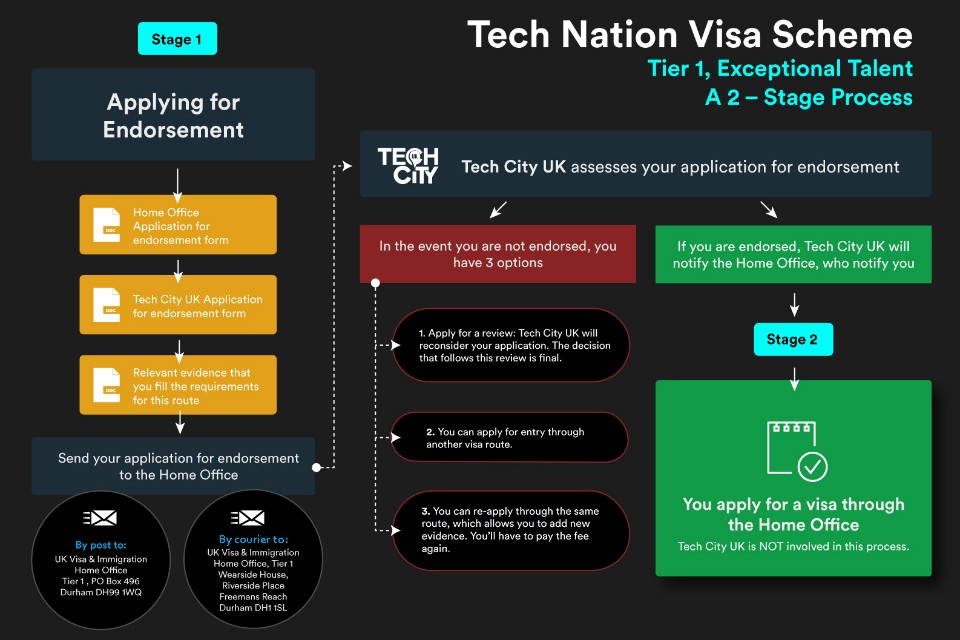 Stage 1
Applying for
Endorsement
Home Office
Application for
endorsement form
DOC
Tech City UK Application
for endorsement form
DOC
Relevant evidence that
you fill the requirements
for this route
DOC
Send your application for endorsement
to the Home Office
By post to:
UK Visa & Immigration
Home Office
Tier 1 , PO Box 496
Durham DH99 1WQ
By courier to:
UK Visa & Immigration
Home Office, Tier 1
Wearside House,
Riverside Place
Freemans Reach
Durham DH1 1SL
Tech Nation Visa Scheme
Tier 1, Exceptional Talent
A 2 – Stage Process
TECH
CITY
Tech City UK assesses your application for endorsement
In the event you are not endorsed, you
have 3 options
1. Apply for a review: Tech City UK will
reconsider your application. The decision
that follows this review is final.
2. You can apply for entry through
another visa route.
3. You can re-apply through the same
route, which allows you to add new
evidence. You'll have to pay the fee
again.
If you are endorsed, Tech City UK will
notify the Home Office, who notify you
Stage 2
You apply for a visa through
the Home Office
Tech City UK is NOT involved in this process.